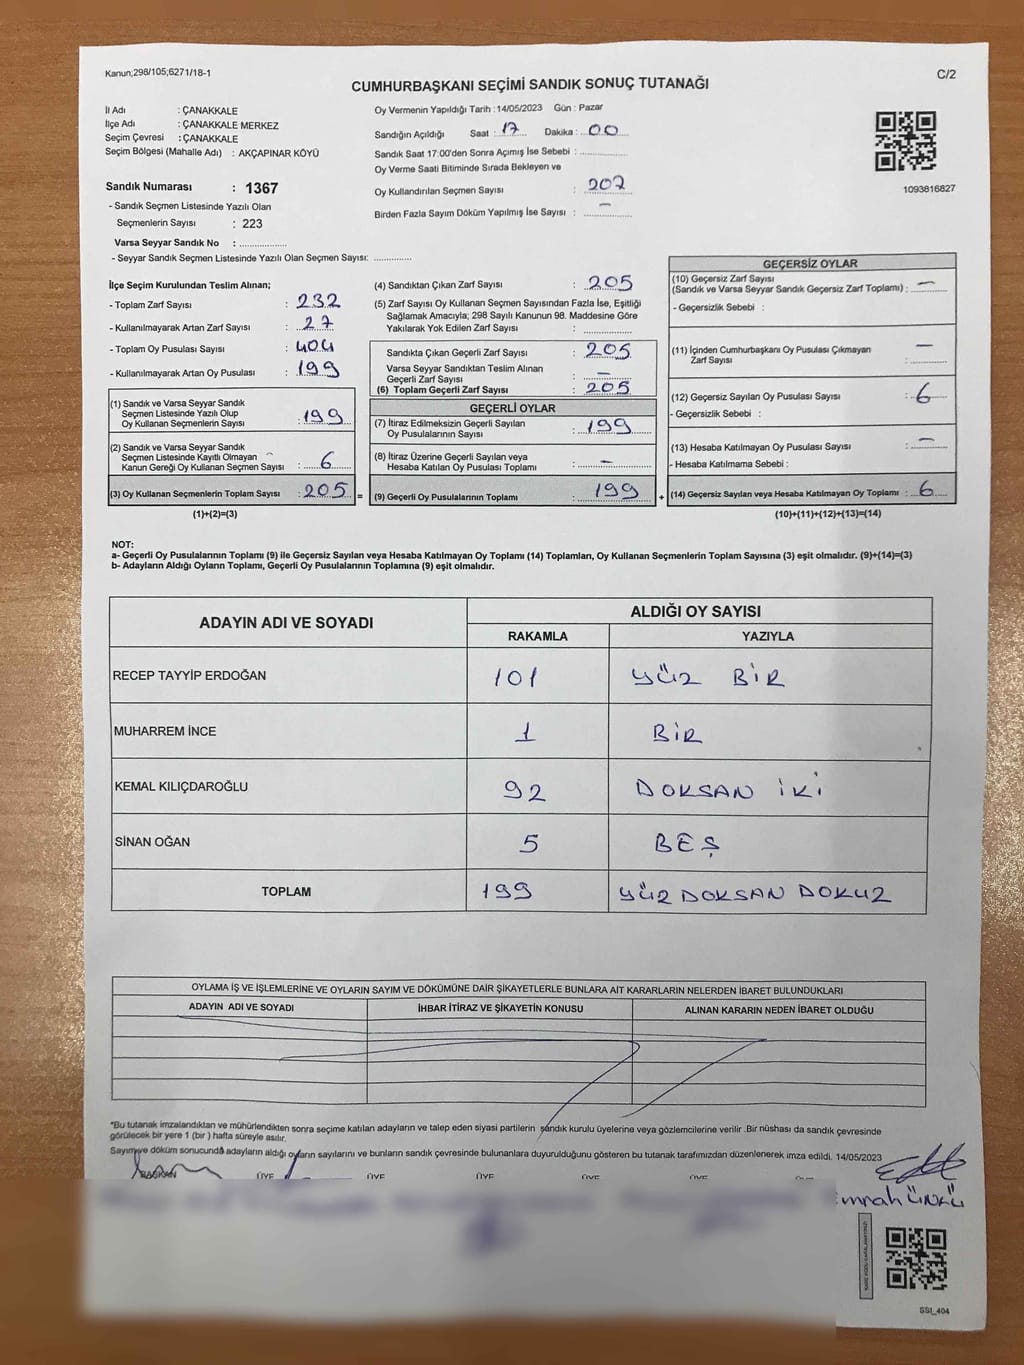 Kanun;298/105;6271/18-1
C/2
CUMHURBAŞKANI SEÇİMİ SANDIK SONUÇ TUTANAĞI
İl Adı : ÇANAKKALE
İlçe Adı : ÇANAKKALE MERKEZ
Seçim Çevresi : ÇANAKKALE
Seçim Bölgesi (Mahalle Adı) : AKÇAPINAR KÖYÜ
Sandık Numarası : 1367
- Sandık Seçmen Listesinde Yazılı Olan
Seçmenlerin Sayısı : 223
Varsa Seyyar Sandık No : ..................
- Seyyar Sandık Seçmen Listesinde Yazılı Olan Seçmen Sayısı: ..............
Oy Vermenin Yapıldığı Tarih : 14/05/2023 Gün : Pazar
Sandığın Açıldığı Saat : 17 Dakika : 00
Sandık Saat 17:00'den Sonra Açımış İse Sebebi : ..................
Oy Verme Saati Bitiminde Sırada Bekleyen ve
Oy Kullandırılan Seçmen Sayısı : 202
Birden Fazla Sayım Döküm Yapılmış İse Sayısı : —
1093816827
İlçe Seçim Kurulundan Teslim Alınan;
- Toplam Zarf Sayısı : 232
- Kullanılmayarak Artan Zarf Sayısı : 27
- Toplam Oy Pusulası Sayısı : 404
- Kullanılmayarak Artan Oy Pusulası : 199
(1) Sandık ve Varsa Seyyar Sandık
Seçmen Listesinde Yazılı Olup
Oy Kullanan Seçmenlerin Sayısı : 199
(2) Sandık ve Varsa Seyyar Sandık
Seçmen Listesinde Kayıtlı Olmayan
Kanun Gereği Oy Kullanan Seçmen Sayısı : 6
(3) Oy Kullanan Seçmenlerin Toplam Sayısı : 205 =
(1)+(2)=(3)
(4) Sandıktan Çıkan Zarf Sayısı : 205
(5) Zarf Sayısı Oy Kullanan Seçmen Sayısından Fazla İse, Eşitliği
Sağlamak Amacıyla; 298 Sayılı Kanunun 98. Maddesine Göre
Yakılarak Yok Edilen Zarf Sayısı : ..............
Sandıkta Çıkan Geçerli Zarf Sayısı : 205
Varsa Seyyar Sandıktan Teslim Alınan
Geçerli Zarf Sayısı : —
(6) Toplam Geçerli Zarf Sayısı : 205
GEÇERLİ OYLAR
(7) İtiraz Edilmeksizin Geçerli Sayılan
Oy Pusulalarının Sayısı : 199
(8) İtiraz Üzerine Geçerli Sayılan veya
Hesaba Katılan Oy Pusulası Toplamı : —
(9) Geçerli Oy Pusulalarının Toplamı : 199 +
GEÇERSİZ OYLAR
(10) Geçersiz Zarf Sayısı
(Sandık ve Varsa Seyyar Sandık Geçersiz Zarf Toplamı) : —
- Geçersizlik Sebebi :
(11) İçinden Cumhurbaşkanı Oy Pusulası Çıkmayan
Zarf Sayısı : —
(12) Geçersiz Sayılan Oy Pusulası Sayısı : 6
- Geçersizlik Sebebi :
(13) Hesaba Katılmayan Oy Pusulası Sayısı : —
- Hesaba Katılmama Sebebi :
(14) Geçersiz Sayılan veya Hesaba Katılmayan Oy Toplamı : 6
(10)+(11)+(12)+(13)=(14)
NOT:
a- Geçerli Oy Pusulalarının Toplamı (9) ile Geçersiz Sayılan veya Hesaba Katılmayan Oy Toplamı (14) Toplamları, Oy Kullanan Seçmenlerin Toplam Sayısına (3) eşit olmalıdır. (9)+(14)=(3)
b- Adayların Aldığı Oyların Toplamı, Geçerli Oy Pusulalarının Toplamına (9) eşit olmalıdır.
ADAYIN ADI VE SOYADI
ALDIĞI OY SAYISI
RAKAMLA YAZIYLA
RECEP TAYYİP ERDOĞAN 101 YÜZ BİR
MUHARREM İNCE 1 BİR
KEMAL KILIÇDAROĞLU 92 DOKSAN İKİ
SİNAN OĞAN 5 BEŞ
TOPLAM 199 YÜZ DOKSAN DOKUZ
OYLAMA İŞ VE İŞLEMLERİNE VE OYLARIN SAYIM VE DÖKÜMÜNE DAİR ŞİKAYETLERLE BUNLARA AİT KARARLARIN NELERDEN İBARET BULUNDUKLARI
ADAYIN ADI VE SOYADI İHBAR İTİRAZ VE ŞİKAYETİN KONUSU ALINAN KARARIN NEDEN İBARET OLDUĞU
*Bu tutanak imzalandıktan ve mühürlendikten sonra seçime katılan adayların ve talep eden siyasi partilerin sandık kurulu üyelerine veya gözlemcilerine verilir .Bir nüshası da sandık çevresinde
görülecek bir yere 1 (bir ) hafta süreyle asılır.
Sayım ve döküm sonucunda adayların aldığı oyların sayılarını ve bunların sandık çevresinde bulunanlara duyurulduğunu gösteren bu tutanak tarafımızdan düzenlenerek imza edildi. 14/05/2023
BAŞKAN ÜYE ÜYE ÜYE ÜYE ÜYE ÜYE
SSI_404